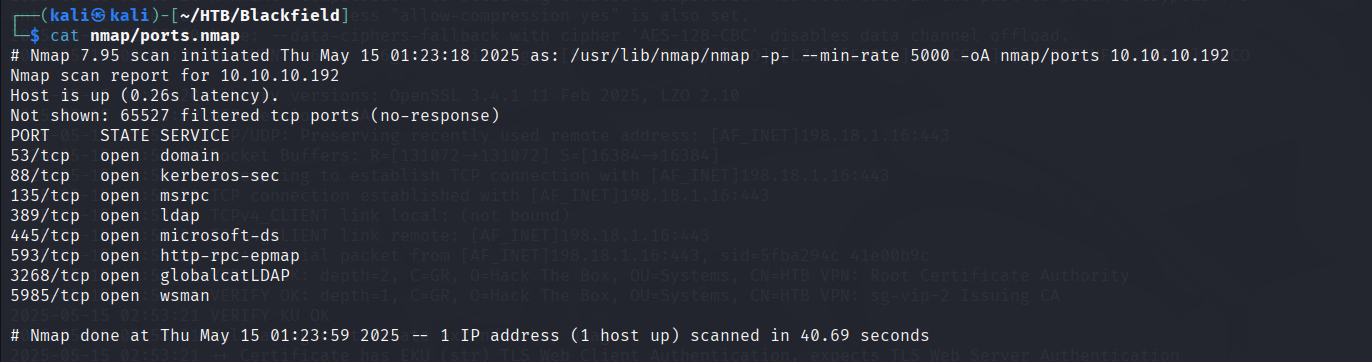 ┌──(kali㉿kali)-[~/HTB/Blackfield]
└─$ cat nmap/ports.nmap
# Nmap 7.95 scan initiated Thu May 15 01:23:18 2025 as: /usr/lib/nmap/nmap -p- --min-rate 5000 -oA nmap/ports 10.10.10.192
Nmap scan report for 10.10.10.192
Host is up (0.26s latency).
Not shown: 65527 filtered tcp ports (no-response)
PORT     STATE SERVICE
53/tcp   open  domain
88/tcp   open  kerberos-sec
135/tcp  open  msrpc
389/tcp  open  ldap
445/tcp  open  microsoft-ds
593/tcp  open  http-rpc-epmap
3268/tcp open  globalcatLDAP
5985/tcp open  wsman
# Nmap done at Thu May 15 01:23:59 2025 -- 1 IP address (1 host up) scanned in 40.69 seconds